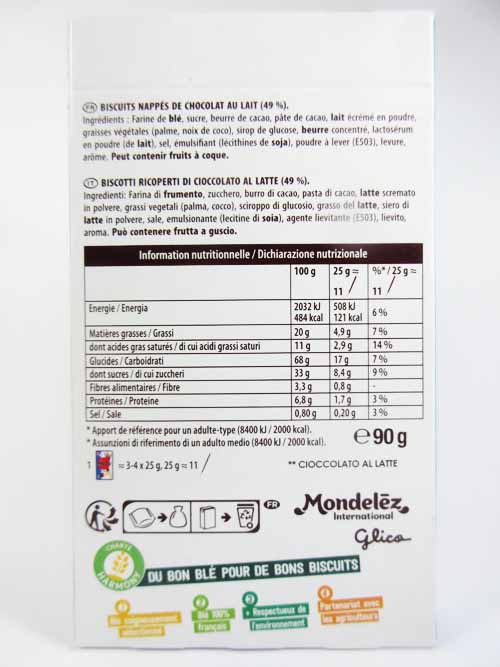 FR BISCUITS NAPPÉS DE CHOCOLAT AU LAIT (49 %).
Ingrédients : Farine de blé, sucre, beurre de cacao, pâte de cacao, lait écrémé en poudre,
graisses végétales (palme, noix de coco), sirop de glucose, beurre concentré, lactosérum
en poudre (de lait), sel, émulsifiant (lécithines de soja), poudre à lever (E503), levure,
arôme. Peut contenir fruits à coque.
IT BISCOTTI RICOPERTI DI CIOCCOLATO AL LATTE (49 %).
Ingredienti: Farina di frumento, zucchero, burro di cacao, pasta di cacao, latte scremato
in polvere, grassi vegetali (palma, cocco), sciroppo di glucosio, grasso del latte, siero di
latte in polvere, sale, emulsionante (lecitine di soia), agente lievitante (E503), lievito,
aroma. Può contenere frutta a guscio.
Information nutritionnelle / Dichiarazione nutrizionale
100 g 25 g ≈ 11 %*/ 25 g ≈ 11
Energie / Energia 2032 kJ 508 kJ 6 %
484 kcal 121 kcal
Matières grasses / Grassi 20 g 4,9 g 7 %
dont acides gras saturés / di cui acidi grassi saturi 11 g 2,9 g 14 %
Glucides / Carboidrati 68 g 17 g 7 %
dont sucres / di cui zuccheri 33 g 8,4 g 9 %
Fibres alimentaires / Fibre 3,3 g 0,8 g -
Protéines / Proteine 6,8 g 1,7 g 3 %
Sel / Sale 0,80 g 0,20 g 3 %
* Apport de référence pour un adulte-type (8400 kJ / 2000 kcal).
* Assunzioni di riferimento di un adulto medio (8400 kJ / 2000 kcal).
℮ 90 g
1 ≈ 3-4 x 25 g, 25 g ≈ 11
** CIOCCOLATO AL LATTE
FR
Mondelēz
International
Glico
CHARTE
HARMONY
DU BON BLÉ POUR DE BONS BISCUITS
1 Blé soigneusement
sélectionné
2 Blé 100%
français
3 + Respectueux de
l'environnement
4 Partenariat avec
les agriculteurs